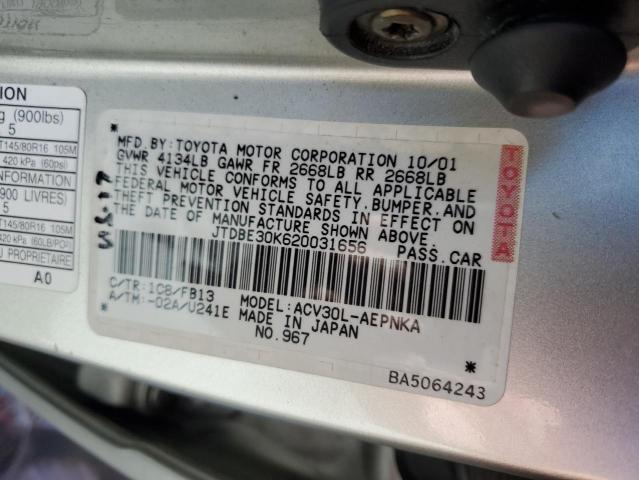 ION
g (900lbs)
5
T145/80R16 105M
420 kPa (60psi)
INFORMATION
900 LIVRES)
5
T145/80R16 105M
420 kPa (60LB/PO²)
DU PROPRIÉTAIRE
A0
MFD.BY:TOYOTA MOTOR CORPORATION 10/01
GVWR 4134LB GAWR FR 2668LB RR 2668LB
THIS VEHICLE CONFORMS TO ALL APPLICABLE
FEDERAL MOTOR VEHICLE SAFETY.BUMPER.AND
THEFT PREVENTION STANDARDS IN EFFECT ON
THE DATE OF MANUFACTURE SHOWN ABOVE.
JTDBE30K620031656 PASS.CAR
C/TR:1C8/FB13 MODEL:ACV30L-AEPNKA
A/TM:-02A/U241E MADE IN JAPAN
NO.967
TOYOTA
BA5064243